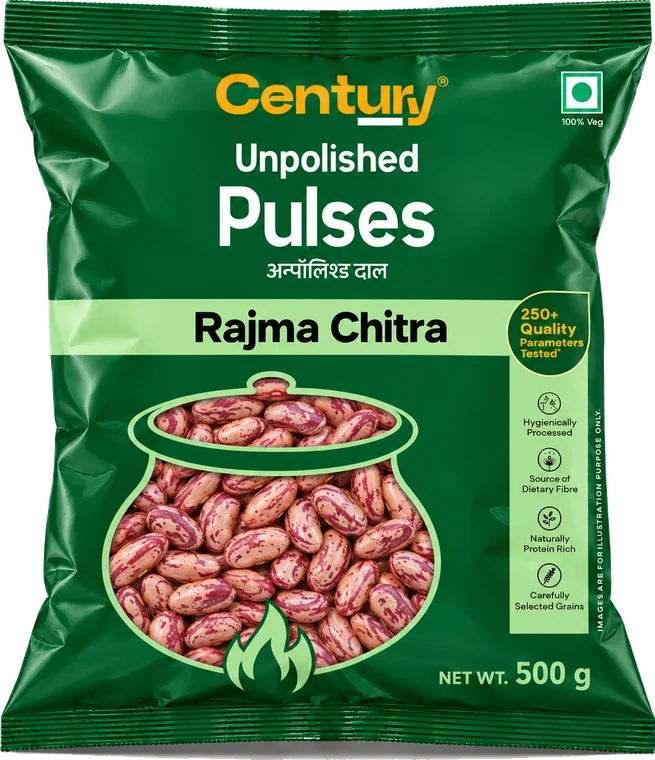 Century®
100% Veg
Unpolished
Pulses
अन्पॉलिश्ड दाल
Rajma Chitra
250+
Quality
Parameters
Tested*
Hygienically
Processed
Source of
Dietary Fibre
Naturally
Protein Rich
Carefully
Selected Grains
IMAGES ARE FOR ILLUSTRATION PURPOSE ONLY.
NET WT. 500 g